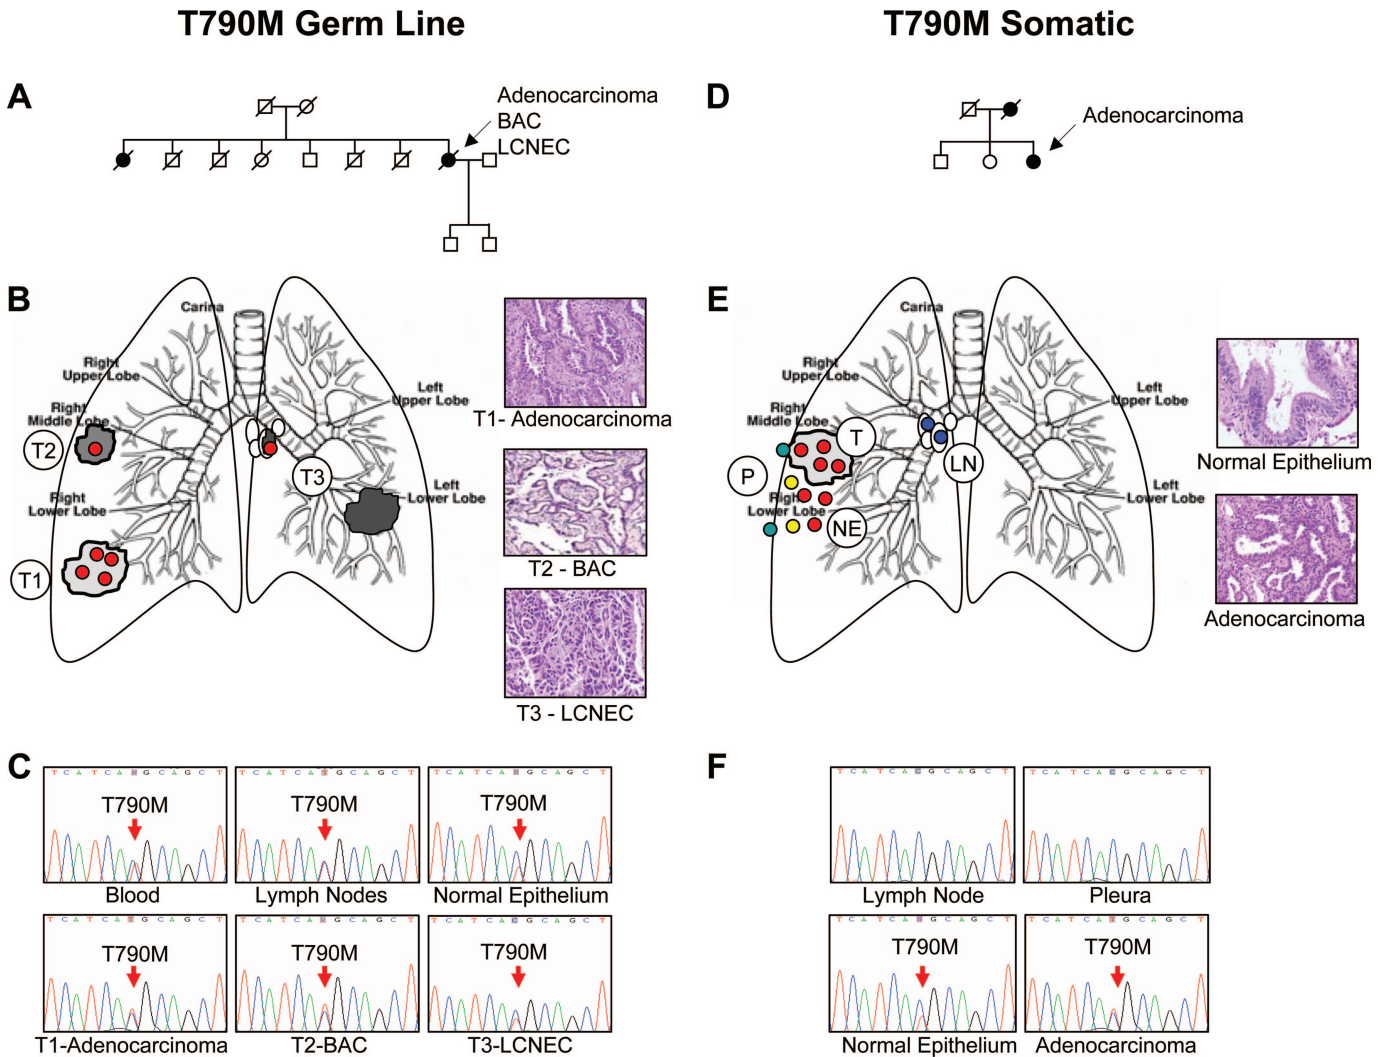 T790M Germ Line
T790M Somatic
A
Adenocarcinoma
BAC
LCNEC
D
Adenocarcinoma
B
Carina
Right
Upper Lobe
Right
Middle Lobe
Left
Upper Lobe
Right
Lower Lobe
Left
Lower Lobe
T2
T3
T1
T1- Adenocarcinoma
T2 - BAC
T3 - LCNEC
E
Carina
Right
Upper Lobe
Right
Middle Lobe
Left
Upper Lobe
Right
Lower Lobe
Left
Lower Lobe
T
P
LN
NE
Normal Epithelium
Adenocarcinoma
C
T C A T C A N G C A G C T
T790M
Blood
T C A T C A T G C A G C T
T790M
Lymph Nodes
T C A T C A N G C A G C T
T790M
Normal Epithelium
T C A T C A T G C A G C T
T790M
T1-Adenocarcinoma
T C A T C A G C A G C T
T790M
T2-BAC
T C A T C A C G C A G C T
T790M
T3-LCNEC
F
T C A T C A C G C A G C T
Lymph Node
T C A T C A C G C A G C T
Pleura
T C A T C A N G C A G C T
T790M
Normal Epithelium
T C A T C A T G C A G C T
T790M
Adenocarcinoma